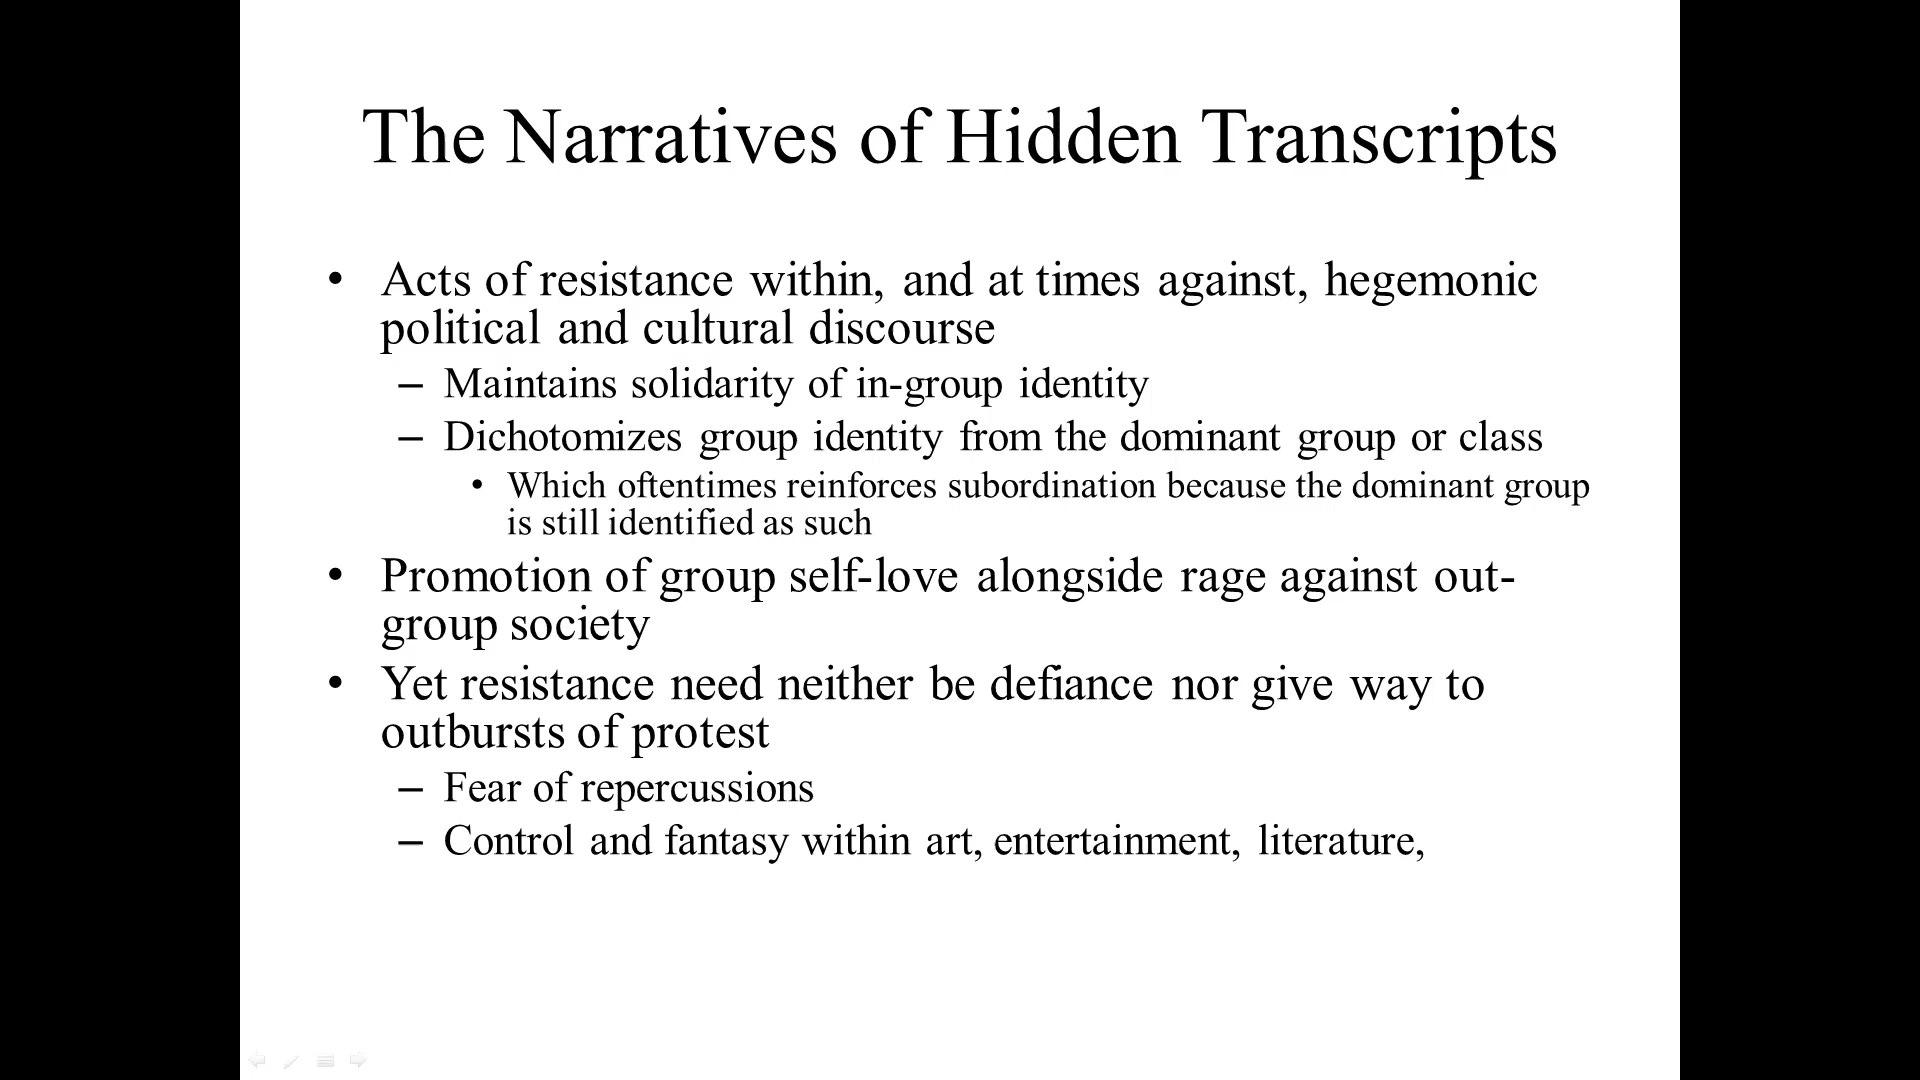 The Narratives of Hidden Transcripts
• Acts of resistance within, and at times against, hegemonic
political and cultural discourse
– Maintains solidarity of in-group identity
– Dichotomizes group identity from the dominant group or class
• Which oftentimes reinforces subordination because the dominant group
is still identified as such
• Promotion of group self-love alongside rage against out-
group society
• Yet resistance need neither be defiance nor give way to
outbursts of protest
– Fear of repercussions
– Control and fantasy within art, entertainment, literature,